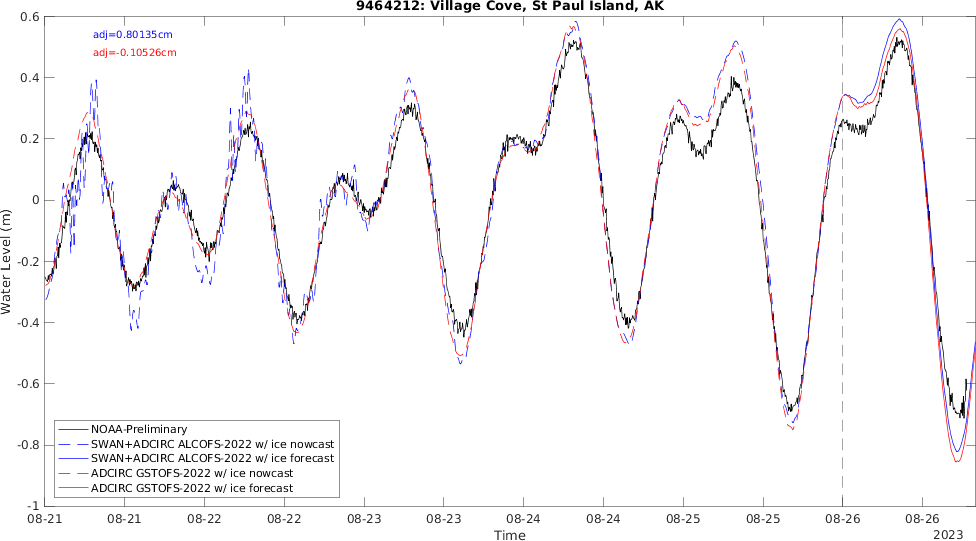 9464212: Village Cove, St Paul Island, AK
adj=0.80135cm
adj=-0.10526cm
Water Level (m)
0.6
0.4
0.2
0
-0.2
-0.4
-0.6
-0.8
-1
NOAA-Preliminary
SWAN+ADCIRC ALCOFS-2022 w/ ice nowcast
SWAN+ADCIRC ALCOFS-2022 w/ ice forecast
ADCIRC GSTOFS-2022 w/ ice nowcast
ADCIRC GSTOFS-2022 w/ ice forecast
08-21 08-21 08-22 08-22 08-23 08-23 08-24 08-24 08-25 08-25 08-26 08-26
Time
2023